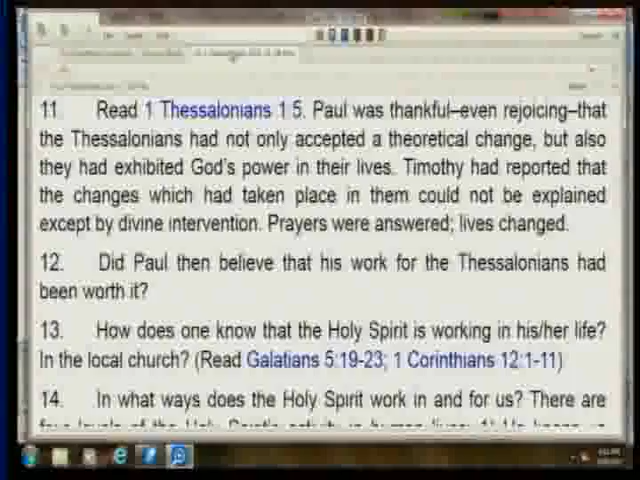 11. Read 1 Thessalonians 1 5. Paul was thankful–even rejoicing–that
the Thessalonians had not only accepted a theoretical change, but also
they had exhibited God's power in their lives. Timothy had reported that
the changes which had taken place in them could not be explained
except by divine intervention. Prayers were answered; lives changed.
12. Did Paul then believe that his work for the Thessalonians had
been worth it?
13. How does one know that the Holy Spirit is working in his/her life?
In the local church? (Read Galatians 5:19-23; 1 Corinthians 12:1-11)
14. In what ways does the Holy Spirit work in and for us? There are